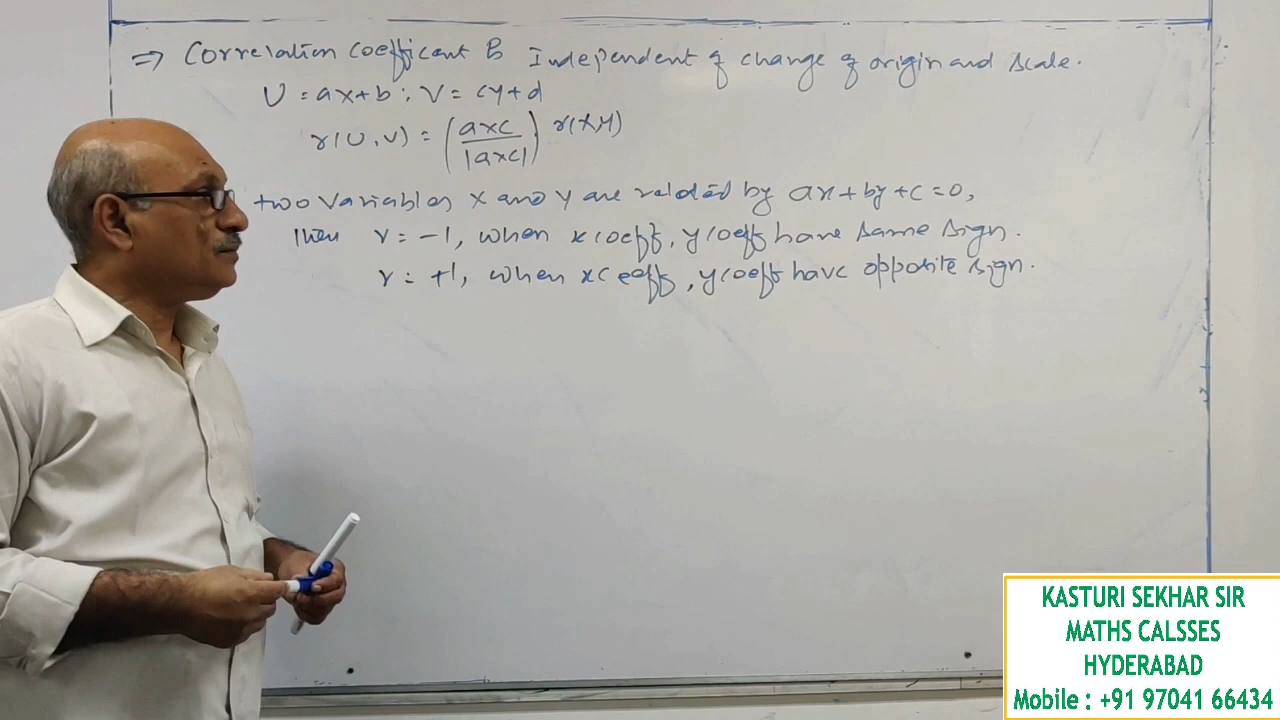 ⇒ Correlation coefficient is Independent of change of origin and scale.
U = ax+b ; V = cy+d
r(U,V) = (a×c / |a×c|) r(X,Y)
two variables x and y are related by ax+by+c=0,
then r = -1, when x coeff, y coeff have same sign.
r = +1, when x coeff, y coeff have opposite sign.
KASTURI SEKHAR SIR
MATHS CALSSES
HYDERABAD
Mobile : +91 97041 66434